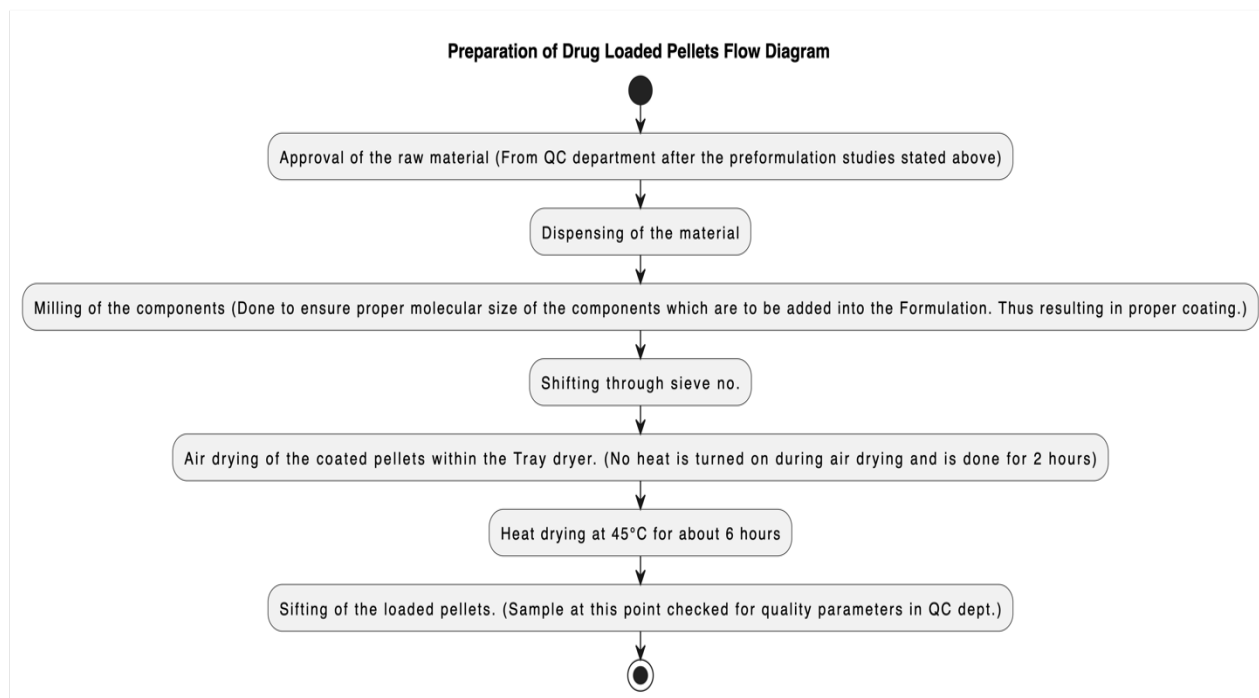 Preparation of Drug Loaded Pellets Flow Diagram
Approval of the raw material (From QC department after the preformulation studies stated above)
Dispensing of the material
Milling of the components (Done to ensure proper molecular size of the components which are to be added into the Formulation. Thus resulting in proper coating.)
Shifting through sieve no.
Air drying of the coated pellets within the Tray dryer. (No heat is turned on during air drying and is done for 2 hours)
Heat drying at 45°C for about 6 hours
Sifting of the loaded pellets. (Sample at this point checked for quality parameters in QC dept.)